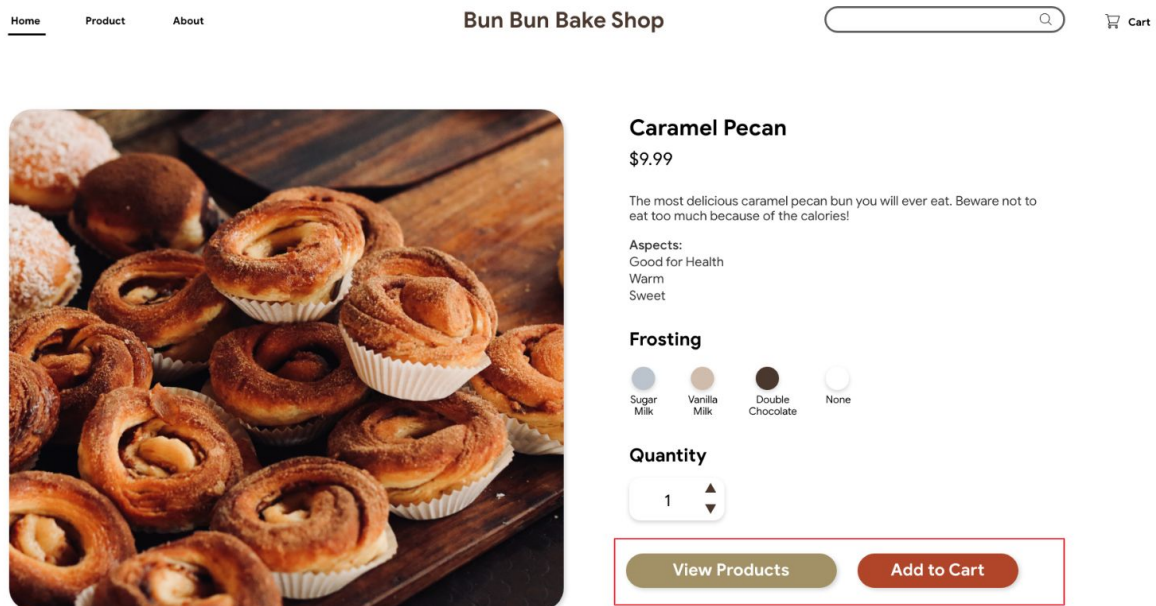 Home
Product
About
Bun Bun Bake Shop
Cart
Caramel Pecan
$9.99
The most delicious caramel pecan bun you will ever eat. Beware not to
eat too much because of the calories!
Aspects:
Good for Health
Warm
Sweet
Frosting
Sugar
Milk
Vanilla
Milk
Double
Chocolate
None
Quantity
1
View Products
Add to Cart